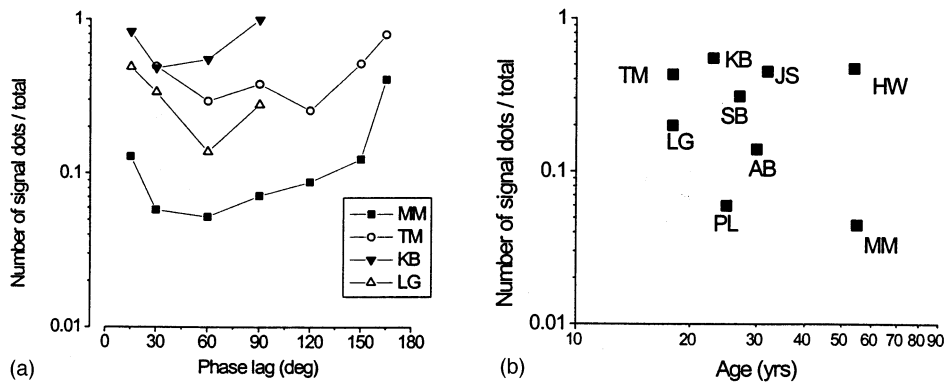 Number of signal dots / total
1
0.1
0.01
0 30 60 90 120 150 180
Phase lag (deg)
MM
TM
KB
LG
(a)
Number of signal dots / total
1
0.1
0.01
10 20 30 40 50 60 70 80 90
Age (yrs)
TM
KB
JS
HW
SB
LG
AB
PL
MM
(b)